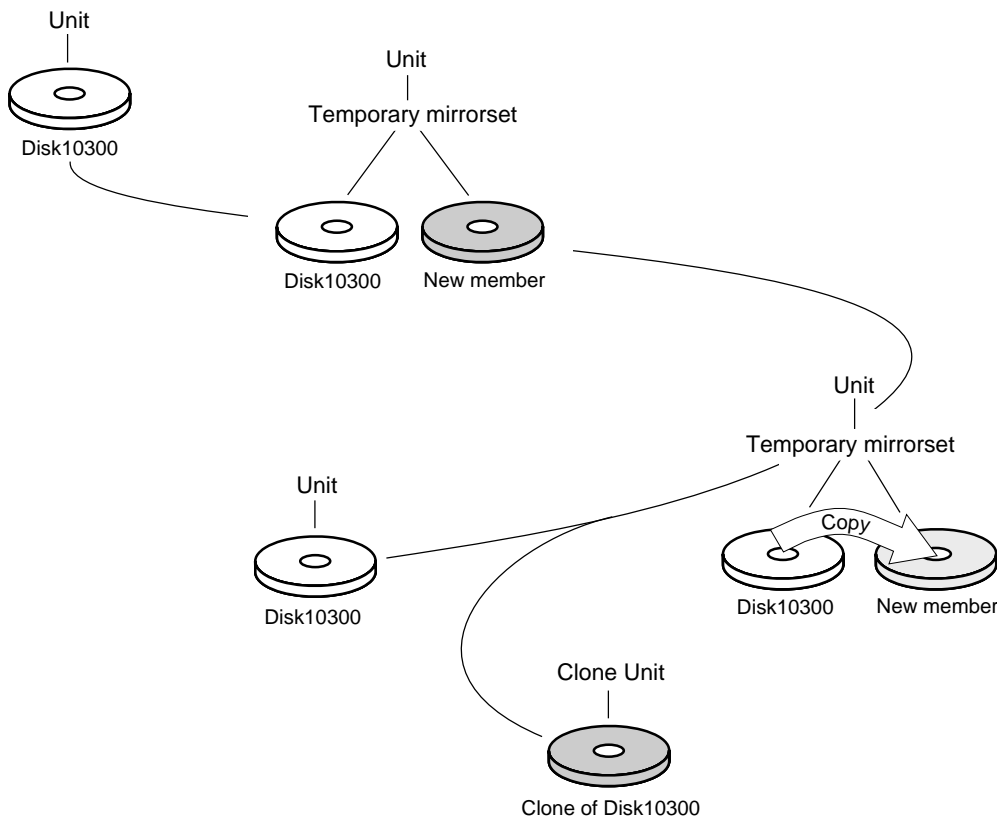 Unit
Disk10300
Unit
Temporary mirrorset
Disk10300
New member
Unit
Temporary mirrorset
Copy
Disk10300
New member
Unit
Disk10300
Clone Unit
Clone of Disk10300